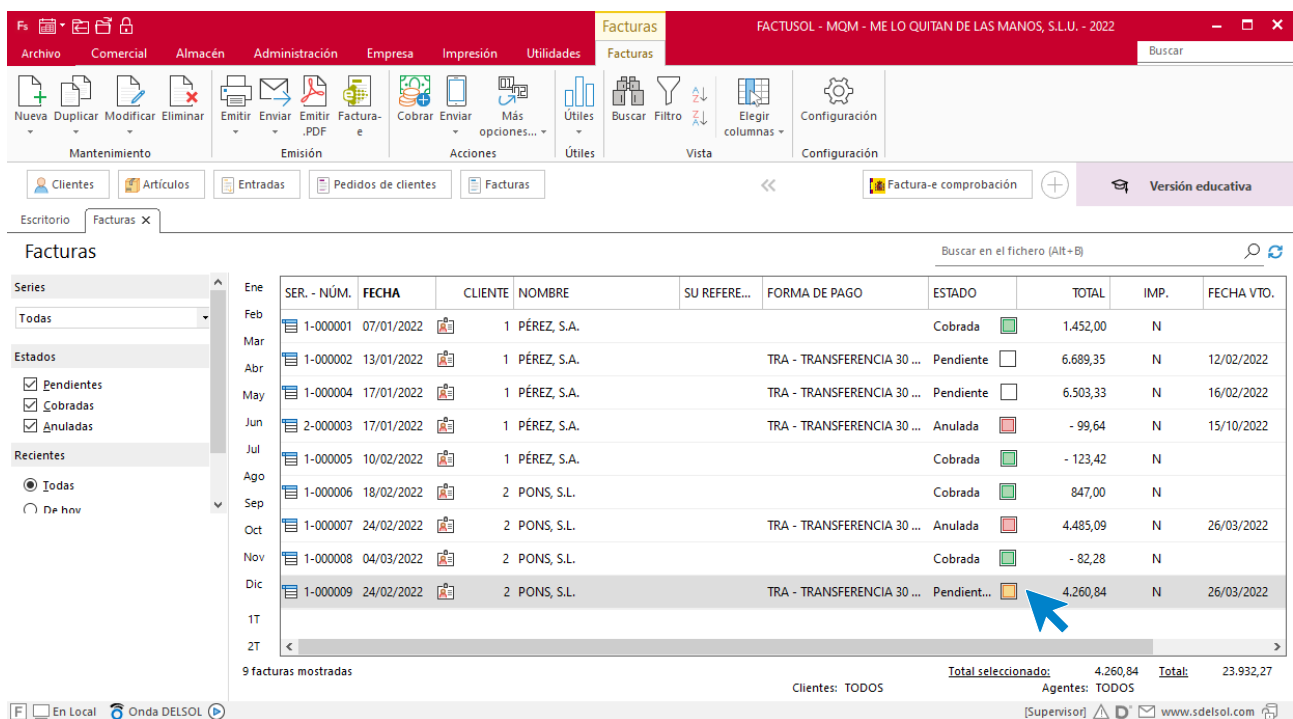 Fs Facturas FACTUSOL - MQM - ME LO QUITAN DE LAS MANOS, S.L.U. - 2022
Archivo Comercial Almacén Administración Empresa Impresión Utilidades Facturas Buscar
Nueva Duplicar Modificar Eliminar Emitir Enviar Emitir .PDF Factura-e Cobrar Enviar Más opciones... Útiles Buscar Filtro Elegir columnas Configuración
Mantenimiento Emisión Acciones Útiles Vista Configuración
Clientes Artículos Entradas Pedidos de clientes Facturas Factura-e comprobación Versión educativa
Escritorio Facturas
Facturas Buscar en el fichero (Alt+B)
Series
Todas
Estados
Pendientes
Cobradas
Anuladas
Recientes
Todas
De hoy
Ene
Feb
Mar
Abr
May
Jun
Jul
Ago
Sep
Oct
Nov
Dic
1T
2T
SER. - NÚM. FECHA CLIENTE NOMBRE SU REFERE... FORMA DE PAGO ESTADO TOTAL IMP. FECHA VTO.
1-000001 07/01/2022 1 PÉREZ, S.A. Cobrada 1.452,00 N
1-000002 13/01/2022 1 PÉREZ, S.A. TRA - TRANSFERENCIA 30 ... Pendiente 6.689,35 N 12/02/2022
1-000004 17/01/2022 1 PÉREZ, S.A. TRA - TRANSFERENCIA 30 ... Pendiente 6.503,33 N 16/02/2022
2-000003 17/01/2022 1 PÉREZ, S.A. TRA - TRANSFERENCIA 30 ... Anulada - 99,64 N 15/10/2022
1-000005 10/02/2022 1 PÉREZ, S.A. Cobrada - 123,42 N
1-000006 18/02/2022 2 PONS, S.L. Cobrada 847,00 N
1-000007 24/02/2022 2 PONS, S.L. TRA - TRANSFERENCIA 30 ... Anulada 4.485,09 N 26/03/2022
1-000008 04/03/2022 2 PONS, S.L. Cobrada - 82,28 N
1-000009 24/02/2022 2 PONS, S.L. TRA - TRANSFERENCIA 30 ... Pendient... 4.260,84 N 26/03/2022
9 facturas mostradas Total seleccionado: 4.260,84 Total: 23.932,27
Clientes: TODOS Agentes: TODOS
F En Local Onda DELSOL [Supervisor] D www.sdelsol.com